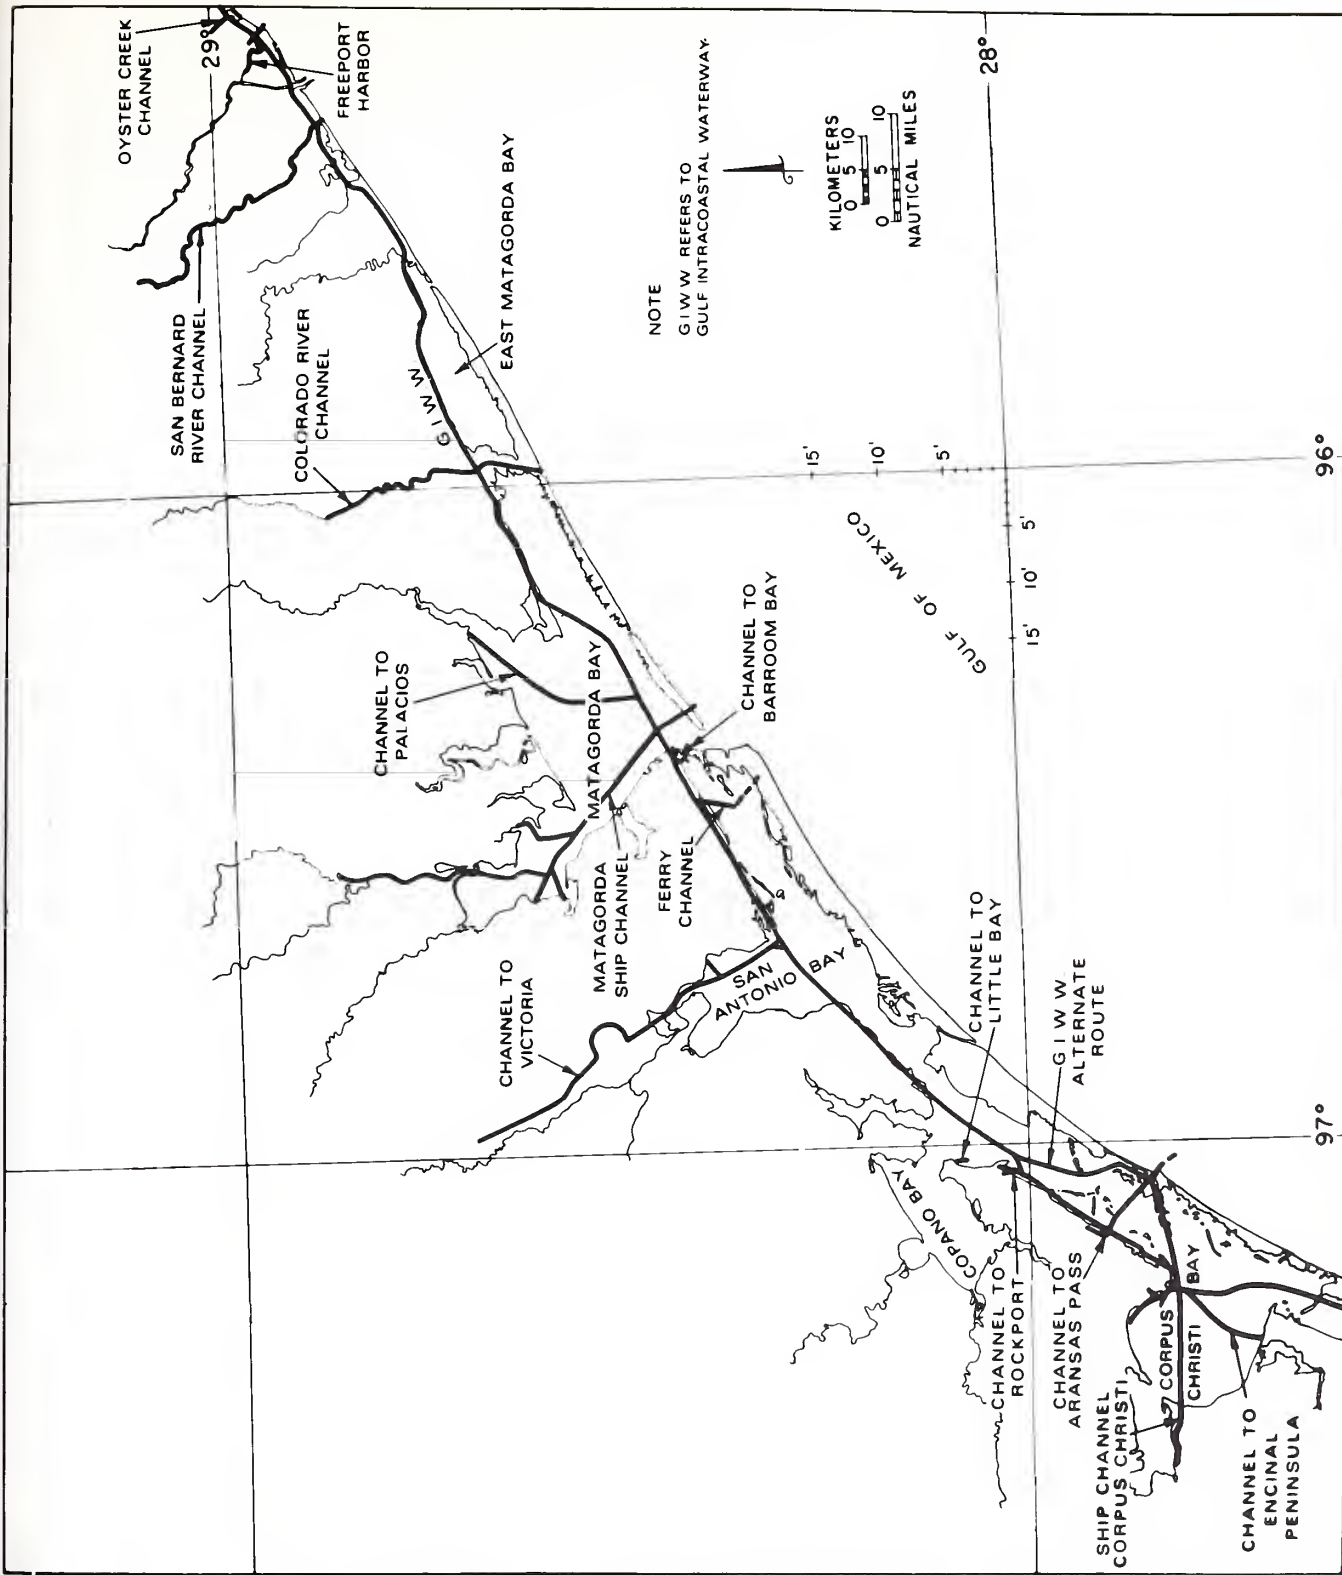 OYSTER CREEK
CHANNEL
29°
FREEPORT
HARBOR
SAN BERNARD
RIVER CHANNEL
COLORADO RIVER
CHANNEL
G I W W
EAST MATAGORDA BAY
NOTE
G I W W REFERS TO
GULF INTRACOASTAL WATERWAY.
KILOMETERS
0 5 10
0 5 10
NAUTICAL MILES
28°
CHANNEL TO
PALACIOS
MATAGORDA BAY
CHANNEL TO
BARROOM BAY
GULF OF MEXICO
15'
10'
5'
5'
10'
15'
96°
MATAGORDA
SHIP CHANNEL
FERRY
CHANNEL
CHANNEL TO
VICTORIA
SAN
ANTONIO BAY
CHANNEL TO
LITTLE BAY
G I W W
ALTERNATE
ROUTE
97°
COPANO BAY
CHANNEL TO
ROCKPORT
CHANNEL TO
ARANSAS PASS
SHIP CHANNEL
CORPUS CHRISTI
CORPUS
CHRISTI
BAY
CHANNEL TO
ENCINAL
PENINSULA